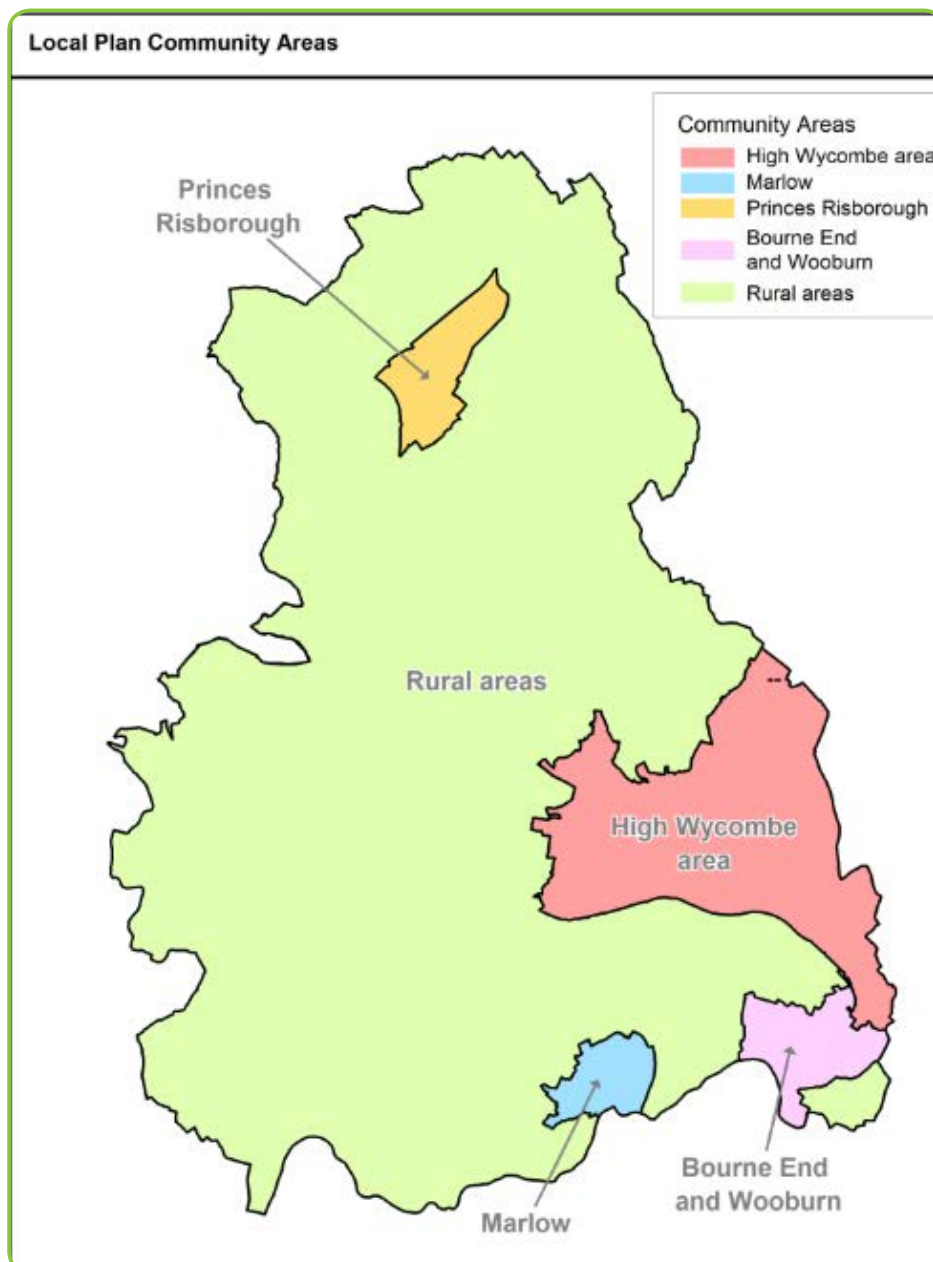 Local Plan Community Areas
Community Areas
High Wycombe area
Marlow
Princes Risborough
Bourne End
and Wooburn
Rural areas
Princes
Risborough
Rural areas
High Wycombe
area
Bourne End
and Wooburn
Marlow